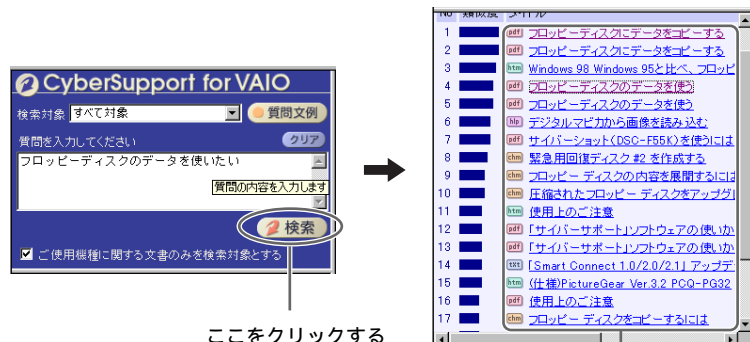 CyberSupport for VAIO
検索対象 すべて対象 質問文例
質問を入力してください クリア
フロッピーディスクのデータを使いたい
質問の内容を入力します
検索
ご使用機種に関する文書のみを検索対象とする
ここをクリックする
No 類似度 タイトル
1 pdf フロッピーディスクにデータをコピーする
2 pdf フロッピーディスクにデータをコピーする
3 htm Windows 98 Windows 95と比べ、フロッピ
4 pdf フロッピーディスクのデータを使う
5 pdf フロッピーディスクのデータを使う
6 hlp デジタルマビカから画像を読み込む
7 pdf サイバーショット(DSC-F55K)を使うには
8 chm 緊急用回復ディスク #2 を作成する
9 chm フロッピー ディスクの内容を展開するには
10 chm 圧縮されたフロッピー ディスクをアップグ
11 htm 使用上のご注意
12 pdf 「サイバーサポート」ソフトウェアの使いか
13 pdf 「サイバーサポート」ソフトウェアの使いか
14 txt 「Smart Connect 1.0/2.0/2.1」 アップデ
15 htm (仕様)PictureGear Ver.3.2 PCQ-PG32
16 pdf 使用上のご注意
17 chm フロッピー ディスクをコピーするには